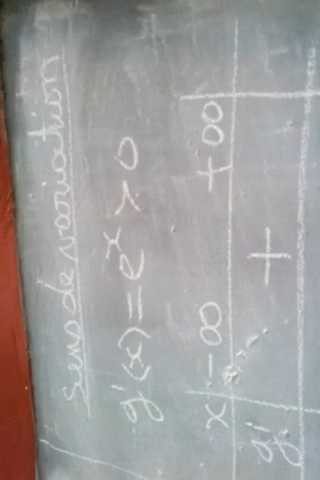 sens de variation
g'(x) = e^x > 0
x -∞ +∞
g' +